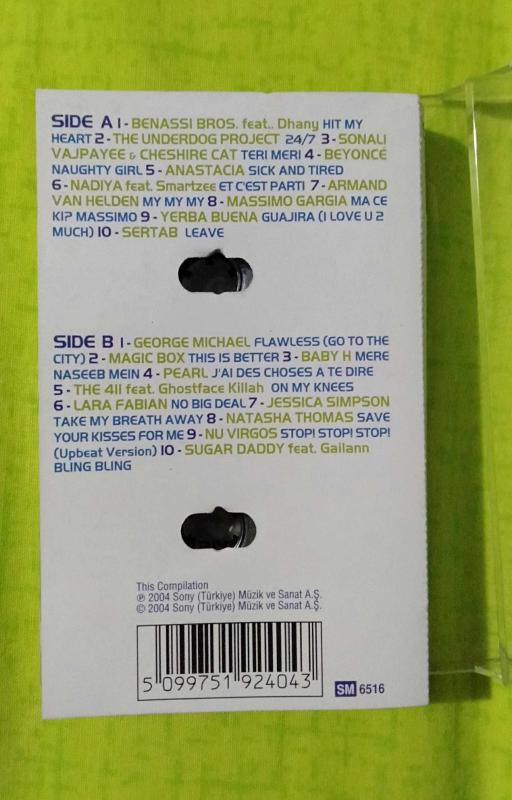 SIDE A 1- BENASSI BROS. feat.. Dhany HIT MY
HEART 2- THE UNDERDOG PROJECT 24/7 3- SONALI
VAJPAYEE & CHESHIRE CAT TERI MERI 4- BEYONCÉ
NAUGHTY GIRL 5- ANASTACIA SICK AND TIRED
6- NADIYA feat. Smartzee ET C'EST PARTI 7- ARMAND
VAN HELDEN MY MY MY 8- MASSIMO GARGIA MA CE
KI? MASSIMO 9- YERBA BUENA GUAJIRA (I LOVE U 2
MUCH) 10- SERTAB LEAVE
SIDE B 1- GEORGE MICHAEL FLAWLESS (GO TO THE
CITY) 2- MAGIC BOX THIS IS BETTER 3- BABY H MERE
NASEEB MEIN 4- PEARL J'AI DES CHOSES A TE DIRE
5- THE 411 feat. Ghostface Killah ON MY KNEES
6- LARA FABIAN NO BIG DEAL 7- JESSICA SIMPSON
TAKE MY BREATH AWAY 8- NATASHA THOMAS SAVE
YOUR KISSES FOR ME 9- NU VIRGOS STOP! STOP! STOP!
(Upbeat Version) 10- SUGAR DADDY feat. Gailann
BLING BLING
This Compilation
℗ 2004 Sony (Türkiye) Müzik ve Sanat A.Ş.
© 2004 Sony (Türkiye) Müzik ve Sanat A.Ş.
5 099751 924043
SM 6516